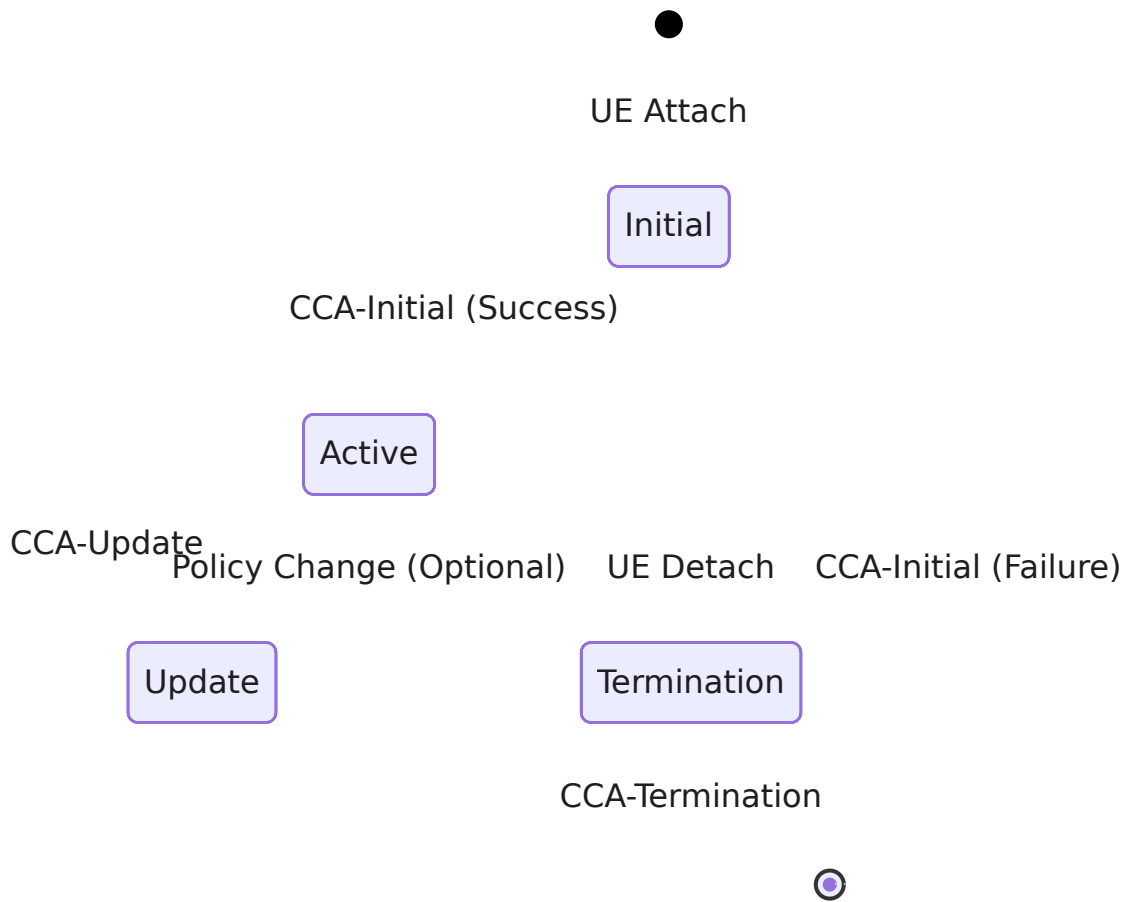 UE Attach
Initial
CCA-Initial (Success)
Active
CCA-Update
Policy Change (Optional)
UE Detach
CCA-Initial (Failure)
Update
Termination
CCA-Termination